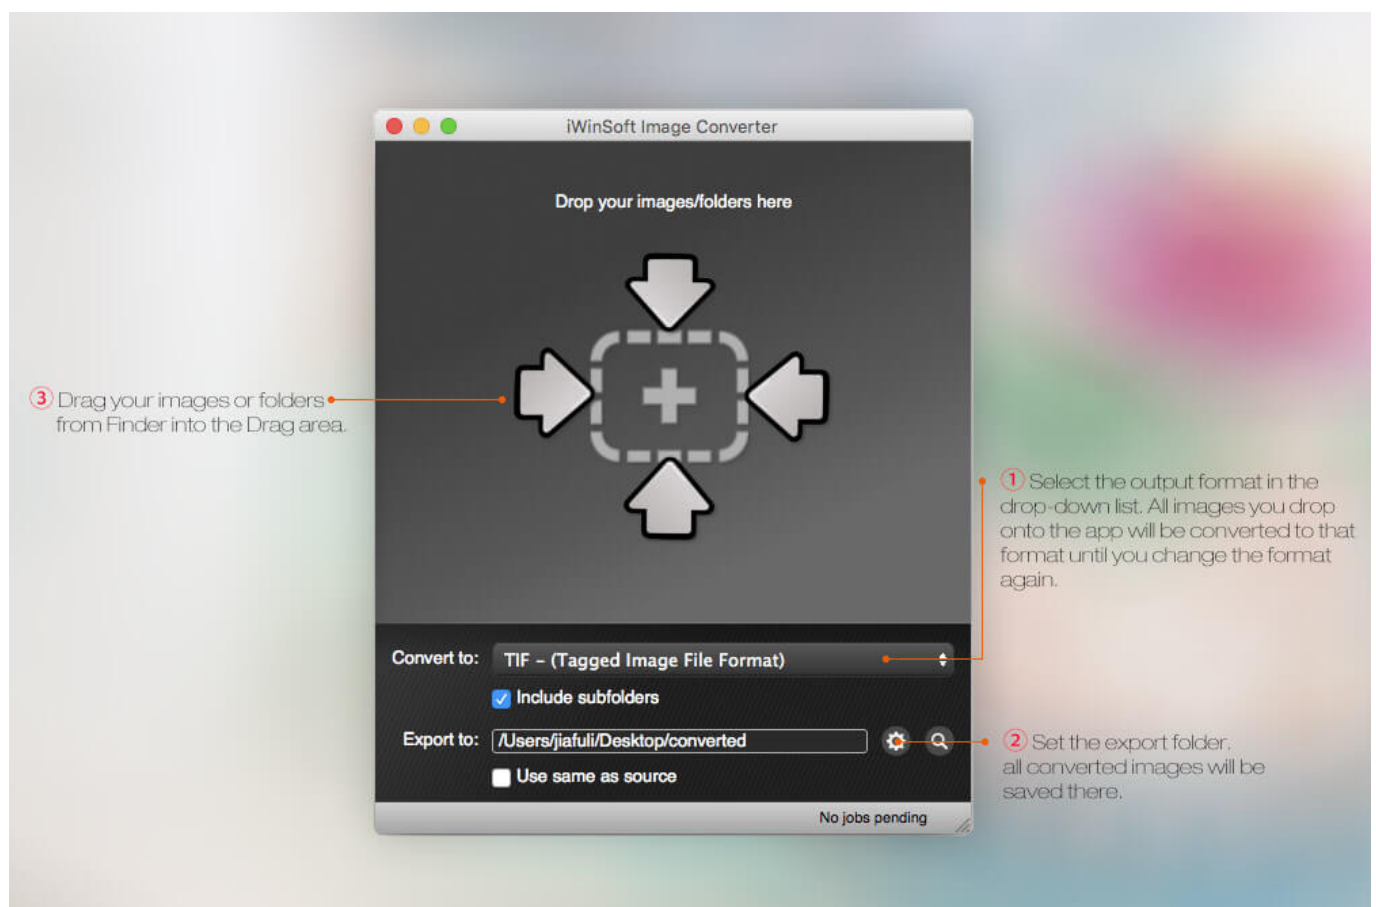 iWinSoft Image Converter
Drop your images/folders here
③ Drag your images or folders
from Finder into the Drag area.
① Select the output format in the
drop-down list. All images you drop
onto the app will be converted to that
format until you change the format
again.
Convert to: TIF – (Tagged Image File Format)
Include subfolders
Export to: /Users/jiafuli/Desktop/converted
Use same as source
② Set the export folder.
all converted images will be
saved there.
No jobs pending